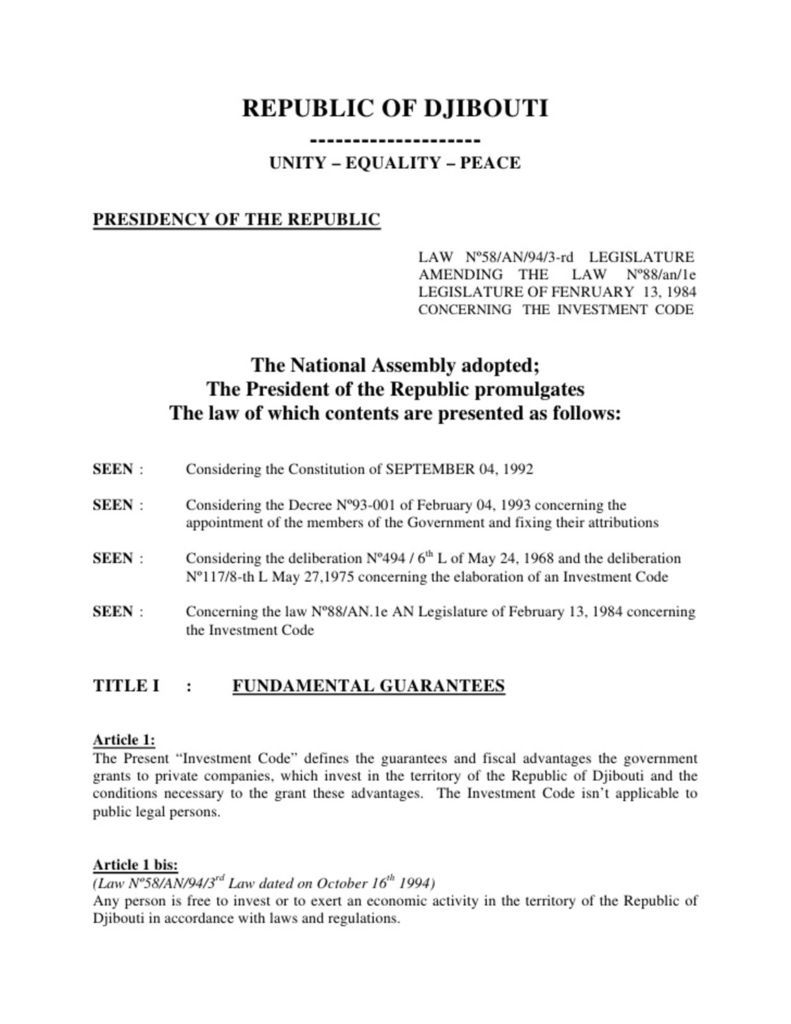 REPUBLIC OF DJIBOUTI
--------------------
UNITY – EQUALITY – PEACE
PRESIDENCY OF THE REPUBLIC
LAW Nº58/AN/94/3-rd LEGISLATURE
AMENDING THE LAW Nº88/an/1e
LEGISLATURE OF FENRUARY 13, 1984
CONCERNING THE INVESTMENT CODE
The National Assembly adopted;
The President of the Republic promulgates
The law of which contents are presented as follows:
SEEN : Considering the Constitution of SEPTEMBER 04, 1992
SEEN : Considering the Decree Nº93-001 of February 04, 1993 concerning the
appointment of the members of the Government and fixing their attributions
SEEN : Considering the deliberation Nº494 / 6th L of May 24, 1968 and the deliberation
Nº117/8-th L May 27,1975 concerning the elaboration of an Investment Code
SEEN : Concerning the law Nº88/AN.1e AN Legislature of February 13, 1984 concerning
the Investment Code
TITLE I : FUNDAMENTAL GUARANTEES
Article 1:
The Present “Investment Code” defines the guarantees and fiscal advantages the government
grants to private companies, which invest in the territory of the Republic of Djibouti and the
conditions necessary to the grant these advantages. The Investment Code isn’t applicable to
public legal persons.
Article 1 bis:
(Law Nº58/AN/94/3rd Law dated on October 16th 1994)
Any person is free to invest or to exert an economic activity in the territory of the Republic of
Djibouti in accordance with laws and regulations.